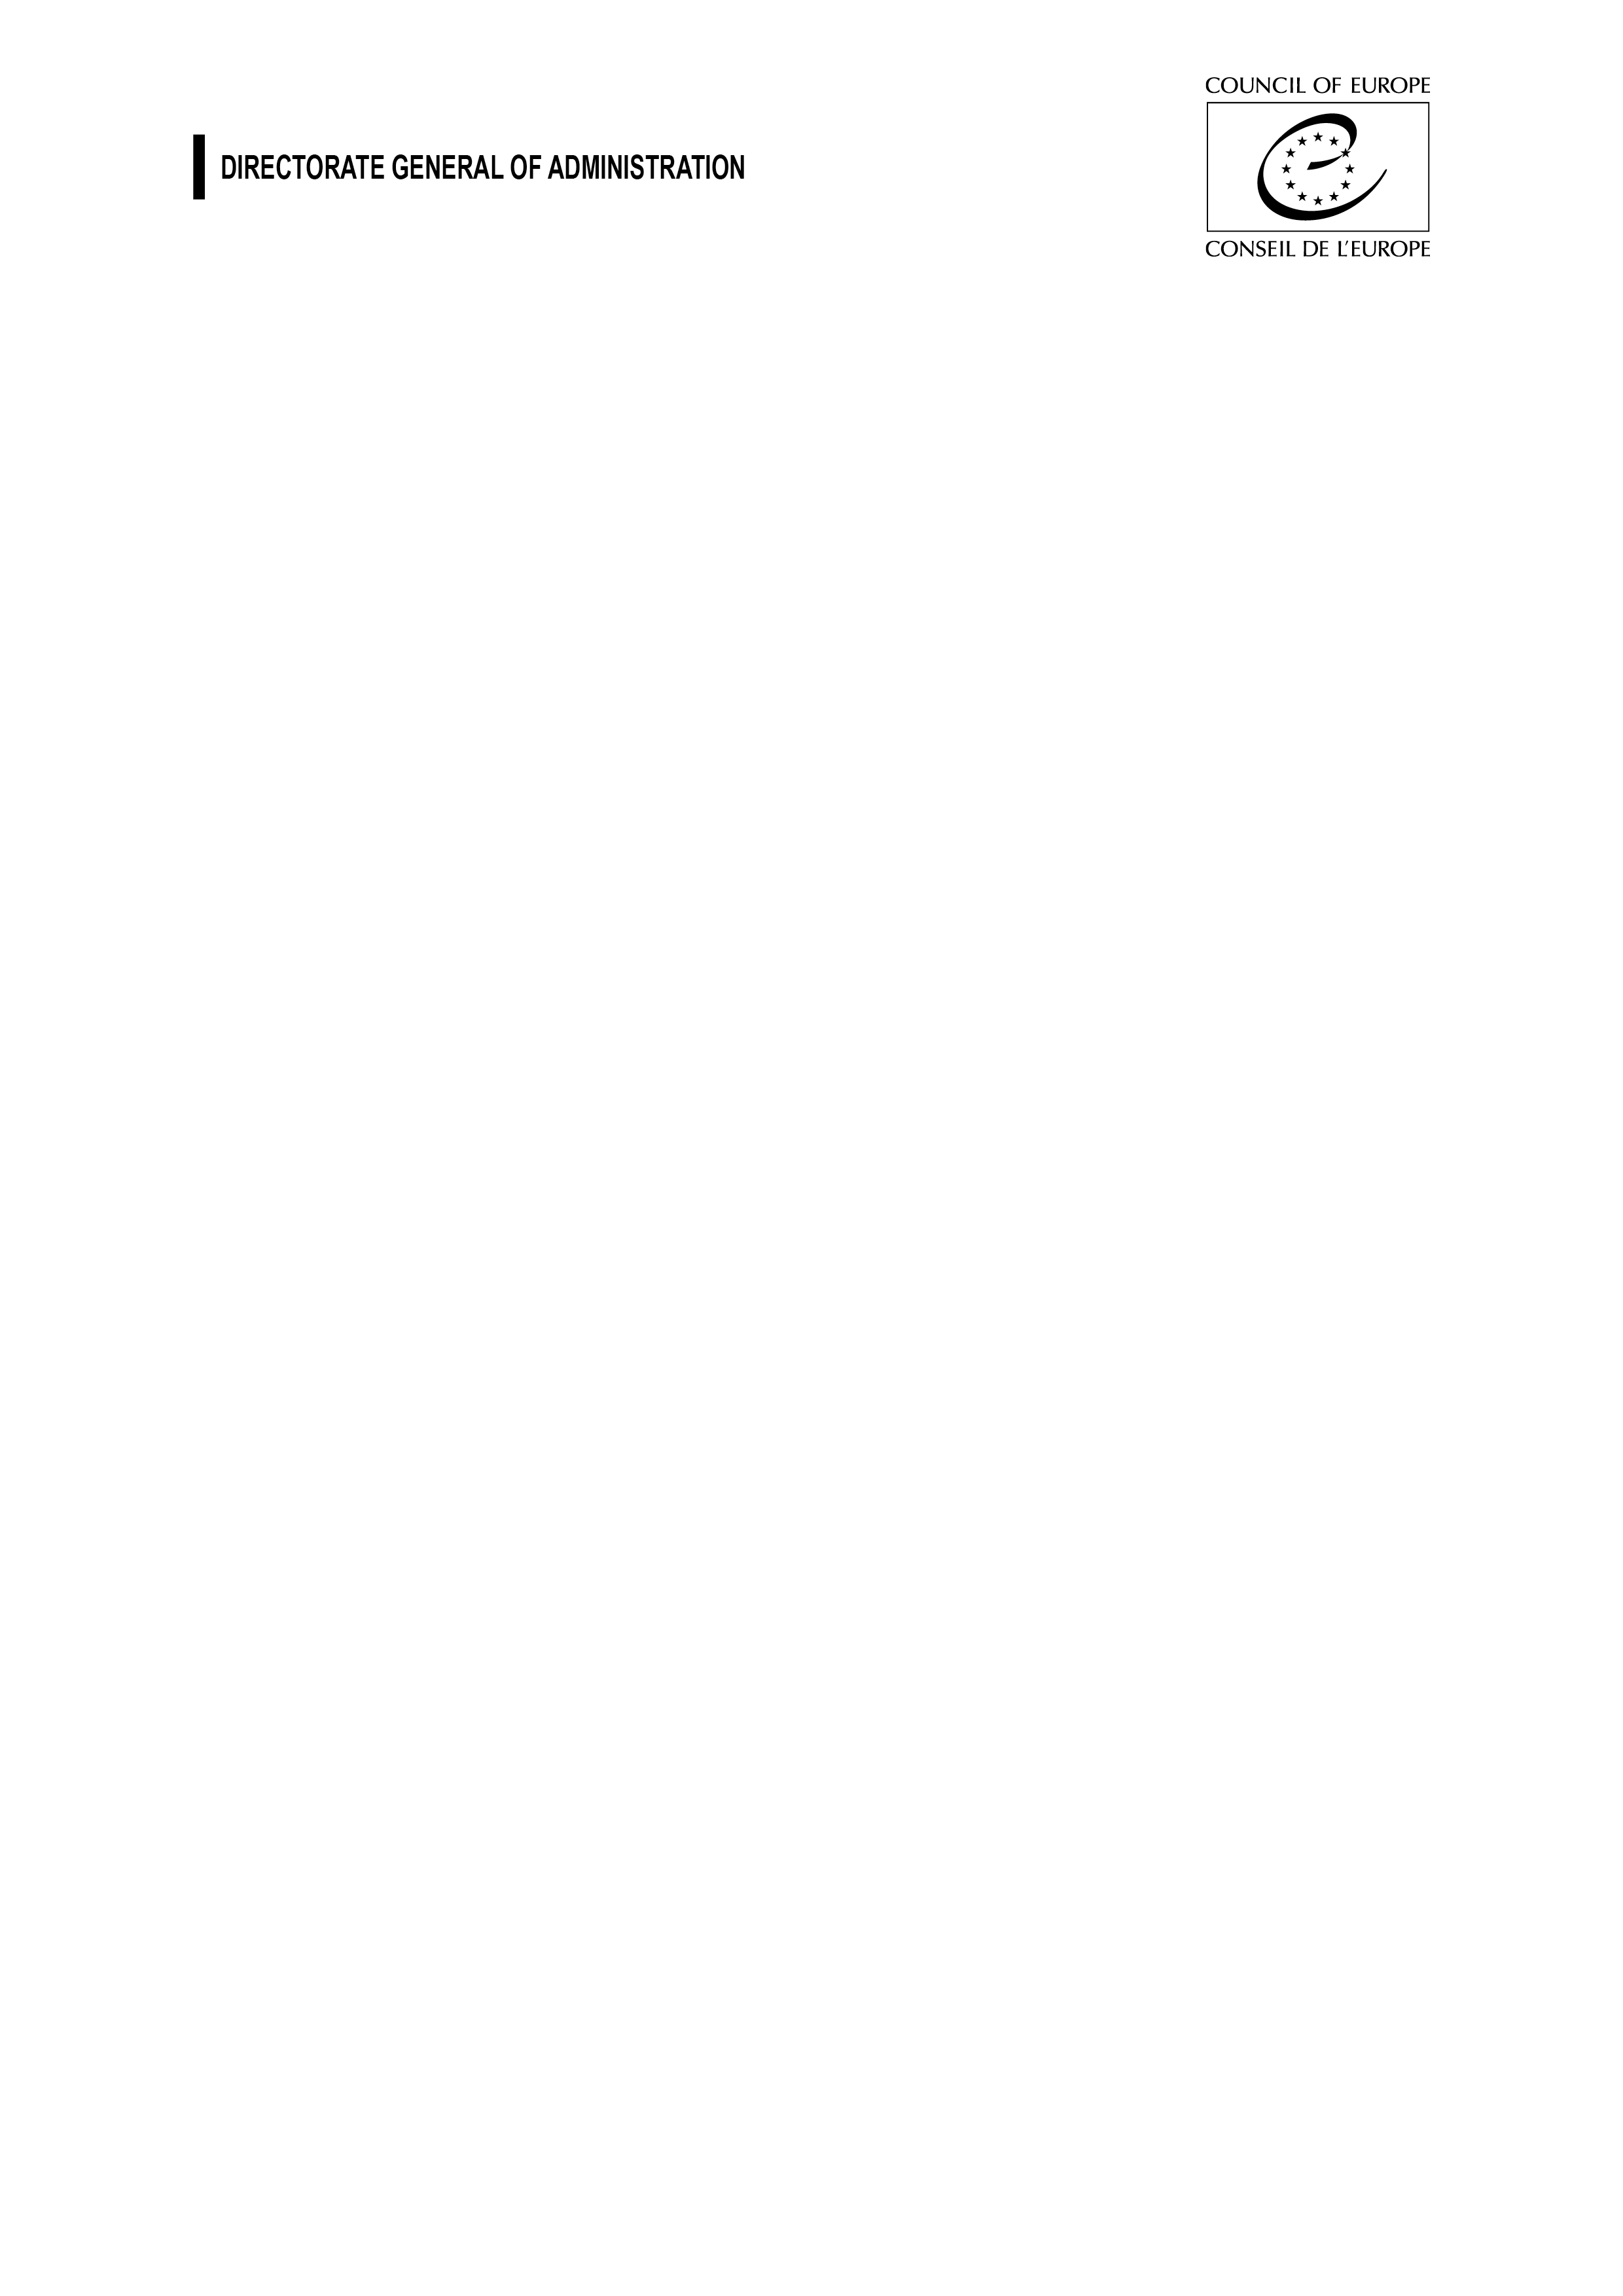 COUNCIL OF EUROPE
DIRECTORATE GENERAL OF ADMINISTRATION
CONSEIL DE L'EUROPE